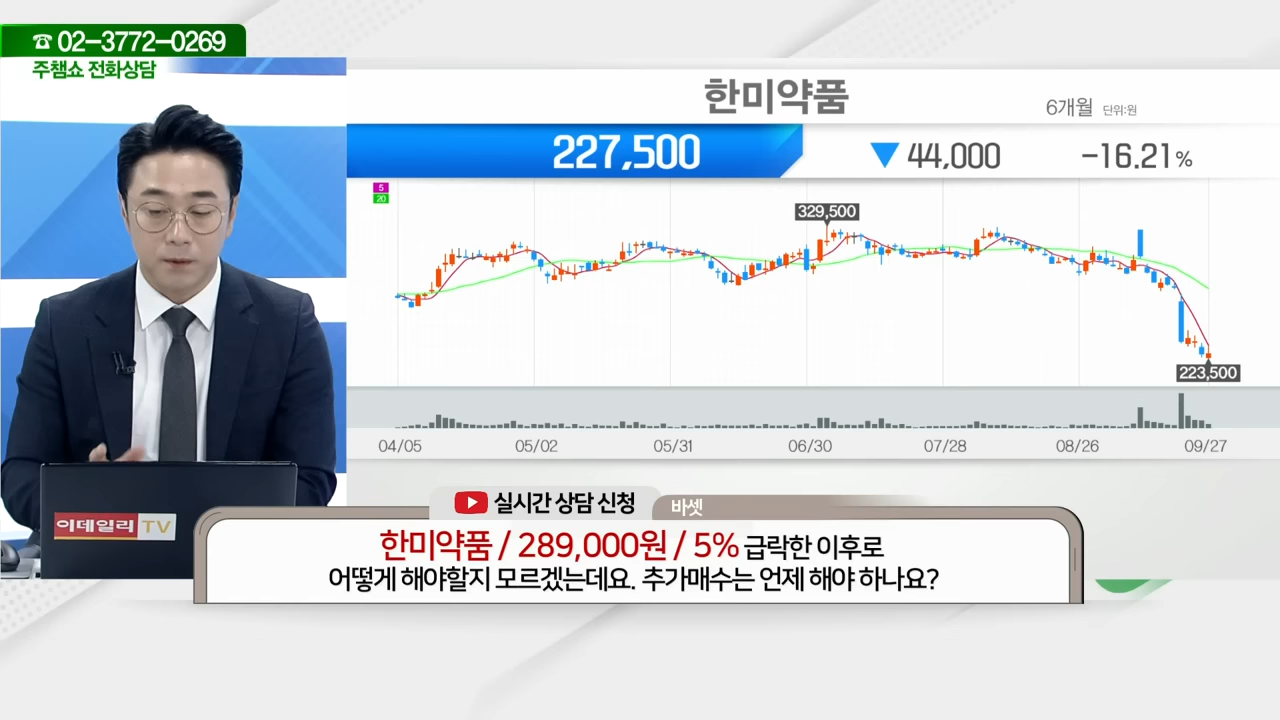 ☎ 02-3772-0269
주챔쇼 전화상담
한미약품
6개월 단위:원
227,500 ▼ 44,000 -16.21%
5
20
329,500
223,500
04/05 05/02 05/31 06/30 07/28 08/26 09/27
이데일리 TV
실시간 상담 신청 바셋
한미약품 / 289,000원 / 5% 급락한 이후로
어떻게 해야할지 모르겠는데요. 추가매수는 언제 해야 하나요?